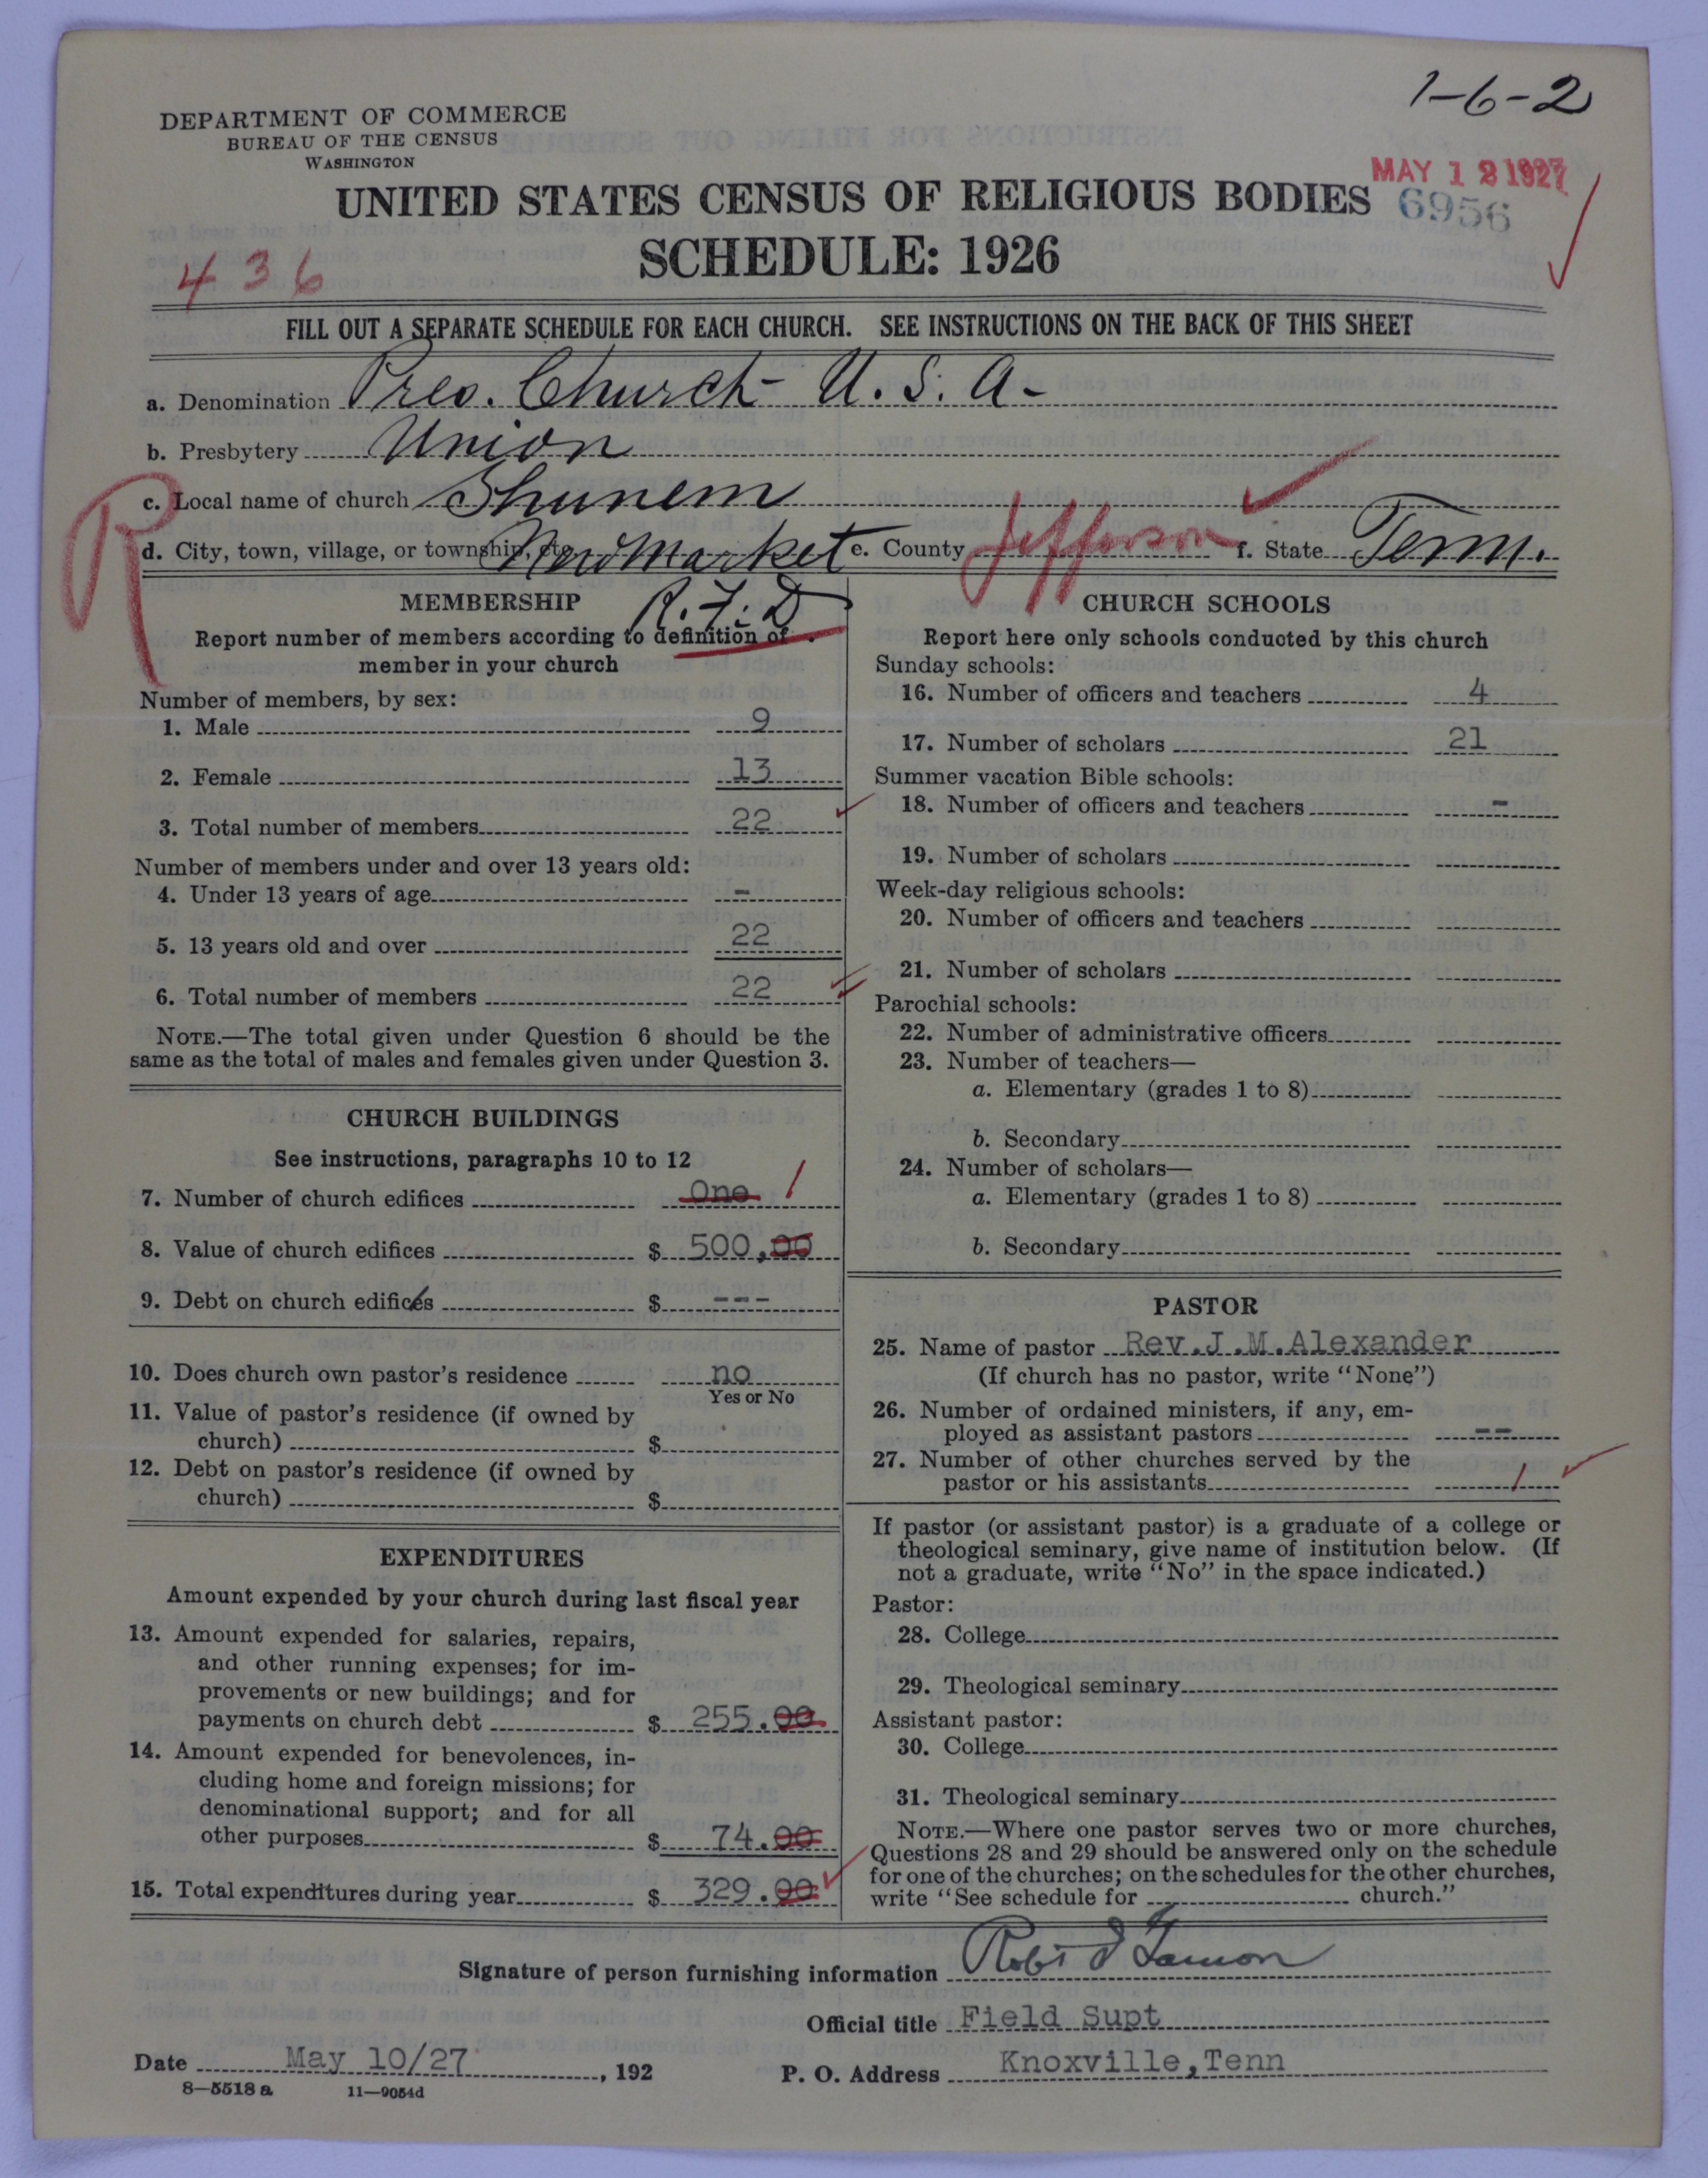 1-6-2
DEPARTMENT OF COMMERCE
BUREAU OF THE CENSUS
WASHINGTON
MAY 12 1927
UNITED STATES CENSUS OF RELIGIOUS BODIES
6956
SCHEDULE: 1926
436
FILL OUT A SEPARATE SCHEDULE FOR EACH CHURCH. SEE INSTRUCTIONS ON THE BACK OF THIS SHEET
a. Denomination Pres. Church - U. S. A -
b. Presbytery Union
R
c. Local name of church Shunem
d. City, town, village, or township, etc. New Market e. County Jefferson f. State Tenn.
R. F. D
MEMBERSHIP
Report number of members according to definition of
member in your church
Number of members, by sex:
1. Male 9
2. Female 13
3. Total number of members 22
Number of members under and over 13 years old:
4. Under 13 years of age -
5. 13 years old and over 22
6. Total number of members 22
NOTE.—The total given under Question 6 should be the
same as the total of males and females given under Question 3.
CHURCH BUILDINGS
See instructions, paragraphs 10 to 12
7. Number of church edifices One 1
8. Value of church edifices $ 500.00
9. Debt on church edifices $ ---
10. Does church own pastor's residence no
Yes or No
11. Value of pastor's residence (if owned by
church) $
12. Debt on pastor's residence (if owned by
church) $
EXPENDITURES
Amount expended by your church during last fiscal year
13. Amount expended for salaries, repairs,
and other running expenses; for im-
provements or new buildings; and for
payments on church debt $ 255.00
14. Amount expended for benevolences, in-
cluding home and foreign missions; for
denominational support; and for all
other purposes $ 74.00
15. Total expenditures during year $ 329.00
CHURCH SCHOOLS
Report here only schools conducted by this church
Sunday schools:
16. Number of officers and teachers 4
17. Number of scholars 21
Summer vacation Bible schools:
18. Number of officers and teachers -
19. Number of scholars
Week-day religious schools:
20. Number of officers and teachers
21. Number of scholars
Parochial schools:
22. Number of administrative officers
23. Number of teachers—
a. Elementary (grades 1 to 8)
b. Secondary
24. Number of scholars—
a. Elementary (grades 1 to 8)
b. Secondary
PASTOR
25. Name of pastor Rev.J.M.Alexander
(If church has no pastor, write "None")
26. Number of ordained ministers, if any, em-
ployed as assistant pastors --
27. Number of other churches served by the
pastor or his assistants 1
If pastor (or assistant pastor) is a graduate of a college or
theological seminary, give name of institution below. (If
not a graduate, write "No" in the space indicated.)
Pastor:
28. College
29. Theological seminary
Assistant pastor:
30. College
31. Theological seminary
NOTE.—Where one pastor serves two or more churches,
Questions 28 and 29 should be answered only on the schedule
for one of the churches; on the schedules for the other churches,
write "See schedule for church."
Signature of person furnishing information Robt
Official title Field Supt
Date May 10/27 , 192
P. O. Address Knoxville,Tenn
8—5518 a 11—9054d